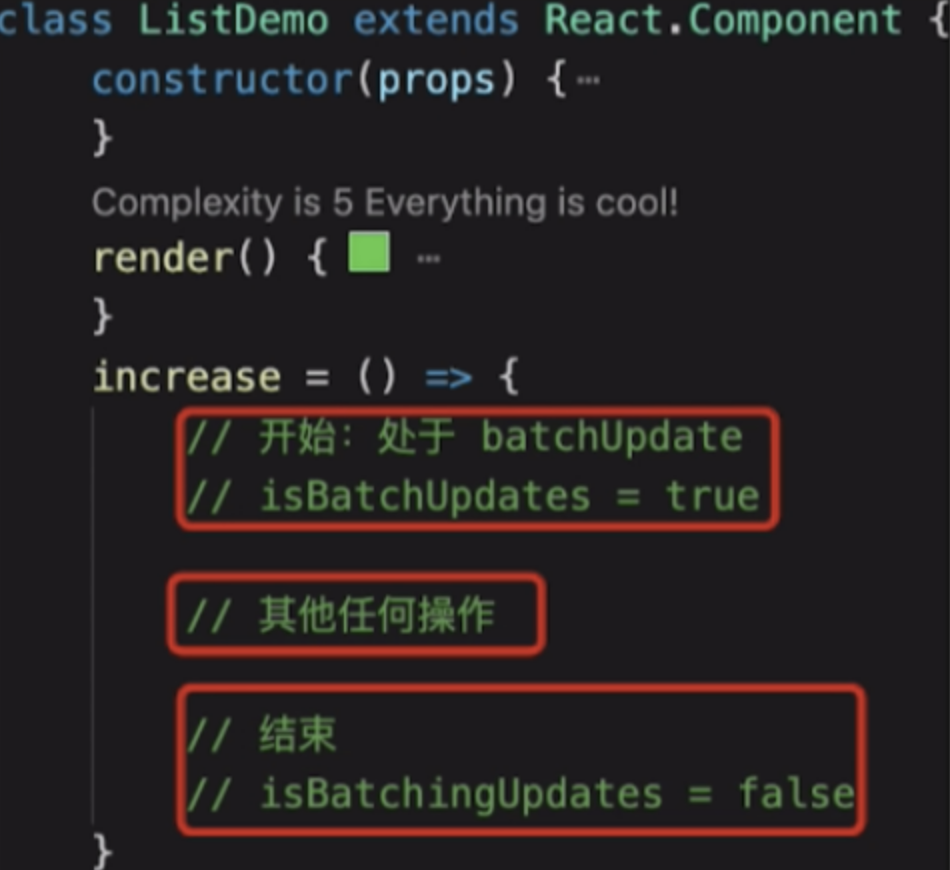 class ListDemo extends React.Component {
constructor(props) {…
}
Complexity is 5 Everything is cool!
render() { …
}
increase = () => {
// 开始：处于 batchUpdate
// isBatchUpdates = true
// 其他任何操作
// 结束
// isBatchingUpdates = false
}